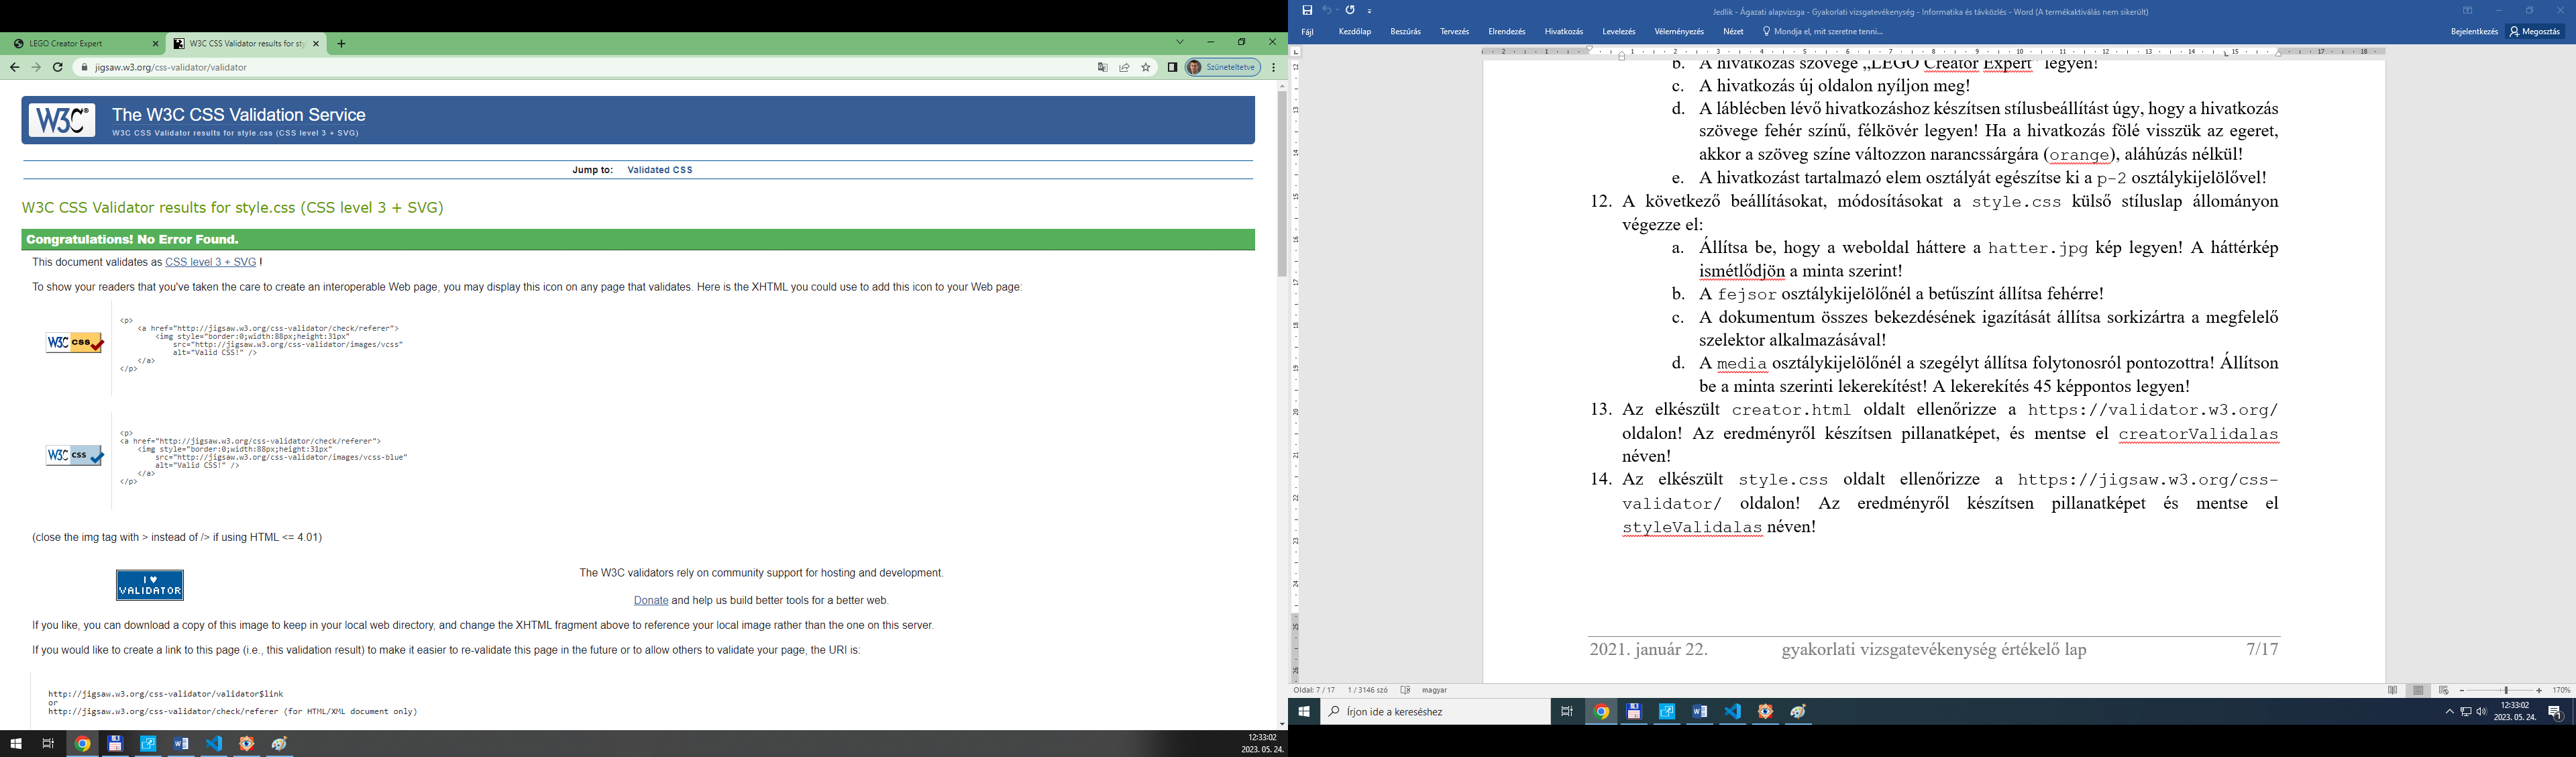 LEGO Creator Expert
W3C CSS Validator results for sty
jigsaw.w3.org/css-validator/validator
Szüneteltetve
W3C®
The W3C CSS Validation Service
W3C CSS Validator results for style.css (CSS level 3 + SVG)
Jump to: Validated CSS
W3C CSS Validator results for style.css (CSS level 3 + SVG)
Congratulations! No Error Found.
This document validates as CSS level 3 + SVG !
To show your readers that you've taken the care to create an interoperable Web page, you may display this icon on any page that validates. Here is the XHTML you could use to add this icon to your Web page:
W3C css
<p>
<a href="http://jigsaw.w3.org/css-validator/check/referer">
<img style="border:0;width:88px;height:31px"
src="http://jigsaw.w3.org/css-validator/images/vcss"
alt="Valid CSS!" />
</a>
</p>
W3C css
<p>
<a href="http://jigsaw.w3.org/css-validator/check/referer">
<img style="border:0;width:88px;height:31px"
src="http://jigsaw.w3.org/css-validator/images/vcss-blue"
alt="Valid CSS!" />
</a>
</p>
(close the img tag with > instead of /> if using HTML <= 4.01)
I ♥
VALIDATOR
The W3C validators rely on community support for hosting and development.
Donate and help us build better tools for a better web.
If you like, you can download a copy of this image to keep in your local web directory, and change the XHTML fragment above to reference your local image rather than the one on this server.
If you would like to create a link to this page (i.e., this validation result) to make it easier to re-validate this page in the future or to allow others to validate your page, the URI is:
http://jigsaw.w3.org/css-validator/validator$link
or
http://jigsaw.w3.org/css-validator/check/referer (for HTML/XML document only)
12:33:02
2023. 05. 24.
Jedlik - Ágazati alapvizsga - Gyakorlati vizsgatevékenység - Informatika és távközlés - Word (A termékaktiválás nem sikerült)
Fájl Kezdőlap Beszúrás Tervezés Elrendezés Hivatkozás Levelezés Véleményezés Nézet Mondja el, mit szeretne tenni... Bejelentkezés Megosztás
b. A hivatkozás szövege „LEGO Creator Expert” legyen!
c. A hivatkozás új oldalon nyíljon meg!
d. A láblécben lévő hivatkozáshoz készítsen stílusbeállítást úgy, hogy a hivatkozás
szövege fehér színű, félkövér legyen! Ha a hivatkozás fölé visszük az egeret,
akkor a szöveg színe változzon narancssárgára (orange), aláhúzás nélkül!
e. A hivatkozást tartalmazó elem osztályát egészítse ki a p-2 osztálykijelölővel!
12. A következő beállításokat, módosításokat a style.css külső stíluslap állományon
végezze el:
a. Állítsa be, hogy a weboldal háttere a hatter.jpg kép legyen! A háttérkép
ismétlődjön a minta szerint!
b. A fejsor osztálykijelölőnél a betűszínt állítsa fehérre!
c. A dokumentum összes bekezdésének igazítását állítsa sorkizártra a megfelelő
szelektor alkalmazásával!
d. A media osztálykijelölőnél a szegélyt állítsa folytonosról pontozottra! Állítson
be a minta szerinti lekerekítést! A lekerekítés 45 képpontos legyen!
13. Az elkészült creator.html oldalt ellenőrizze a https://validator.w3.org/
oldalon! Az eredményről készítsen pillanatképet, és mentse el creatorValidalas
néven!
14. Az elkészült style.css oldalt ellenőrizze a https://jigsaw.w3.org/css-
validator/ oldalon! Az eredményről készítsen pillanatképet és mentse el
styleValidalas néven!
2021. január 22. gyakorlati vizsgatevékenység értékelő lap 7/17
Oldal: 7 / 17 1 / 3146 szó magyar 170%
Írjon ide a kereséshez
12:33:02
2023. 05. 24.